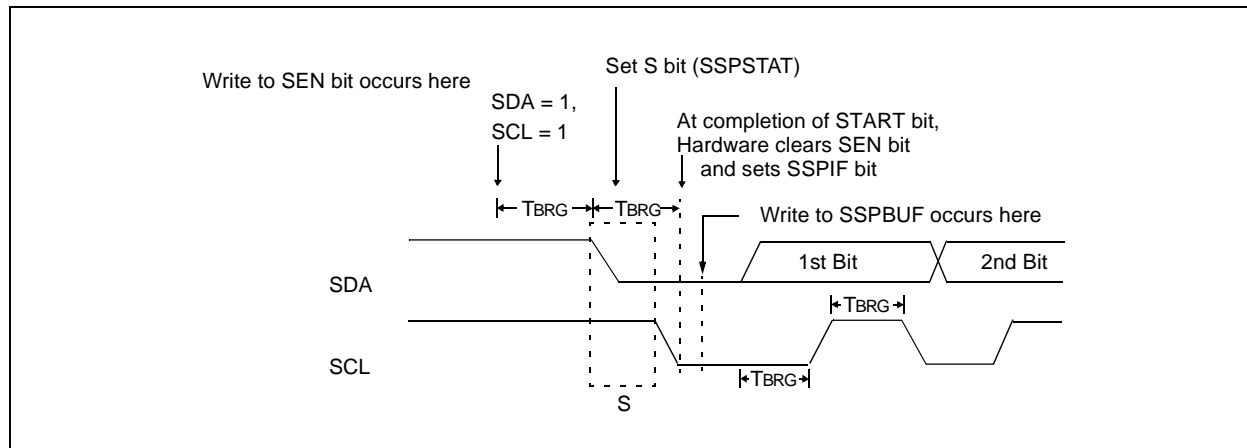 Write to SEN bit occurs here
Set S bit (SSPSTAT)
SDA = 1,
SCL = 1
At completion of START bit,
Hardware clears SEN bit
and sets SSPIF bit
TBRG
TBRG
Write to SSPBUF occurs here
SDA
1st Bit
2nd Bit
TBRG
SCL
TBRG
S